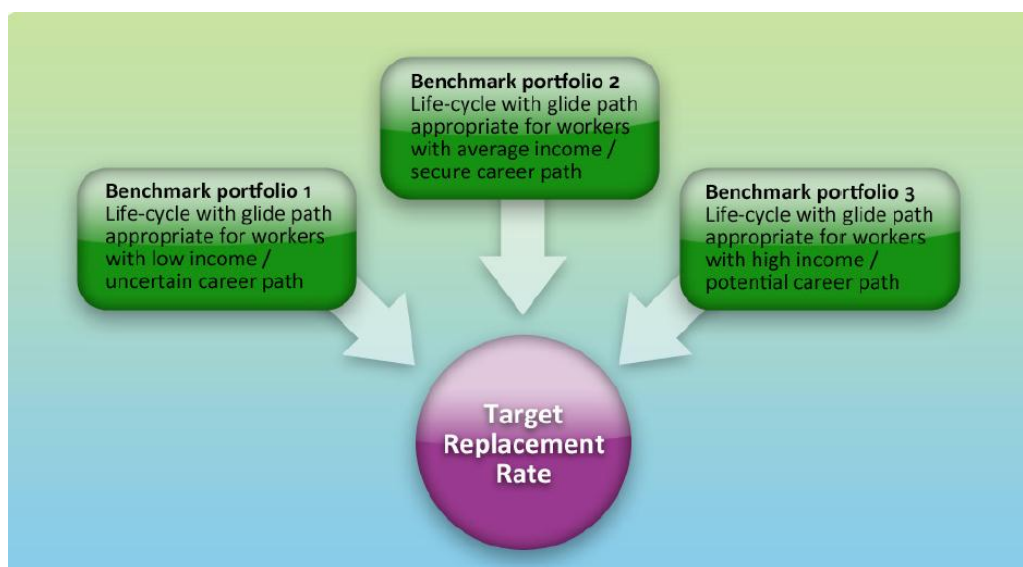 Benchmark portfolio 2
Life-cycle with glide path
appropriate for workers
with average income /
secure career path
Benchmark portfolio 1
Life-cycle with glide path
appropriate for workers
with low income /
uncertain career path
Benchmark portfolio 3
Life-cycle with glide path
appropriate for workers
with high income /
potential career path
Target
Replacement
Rate